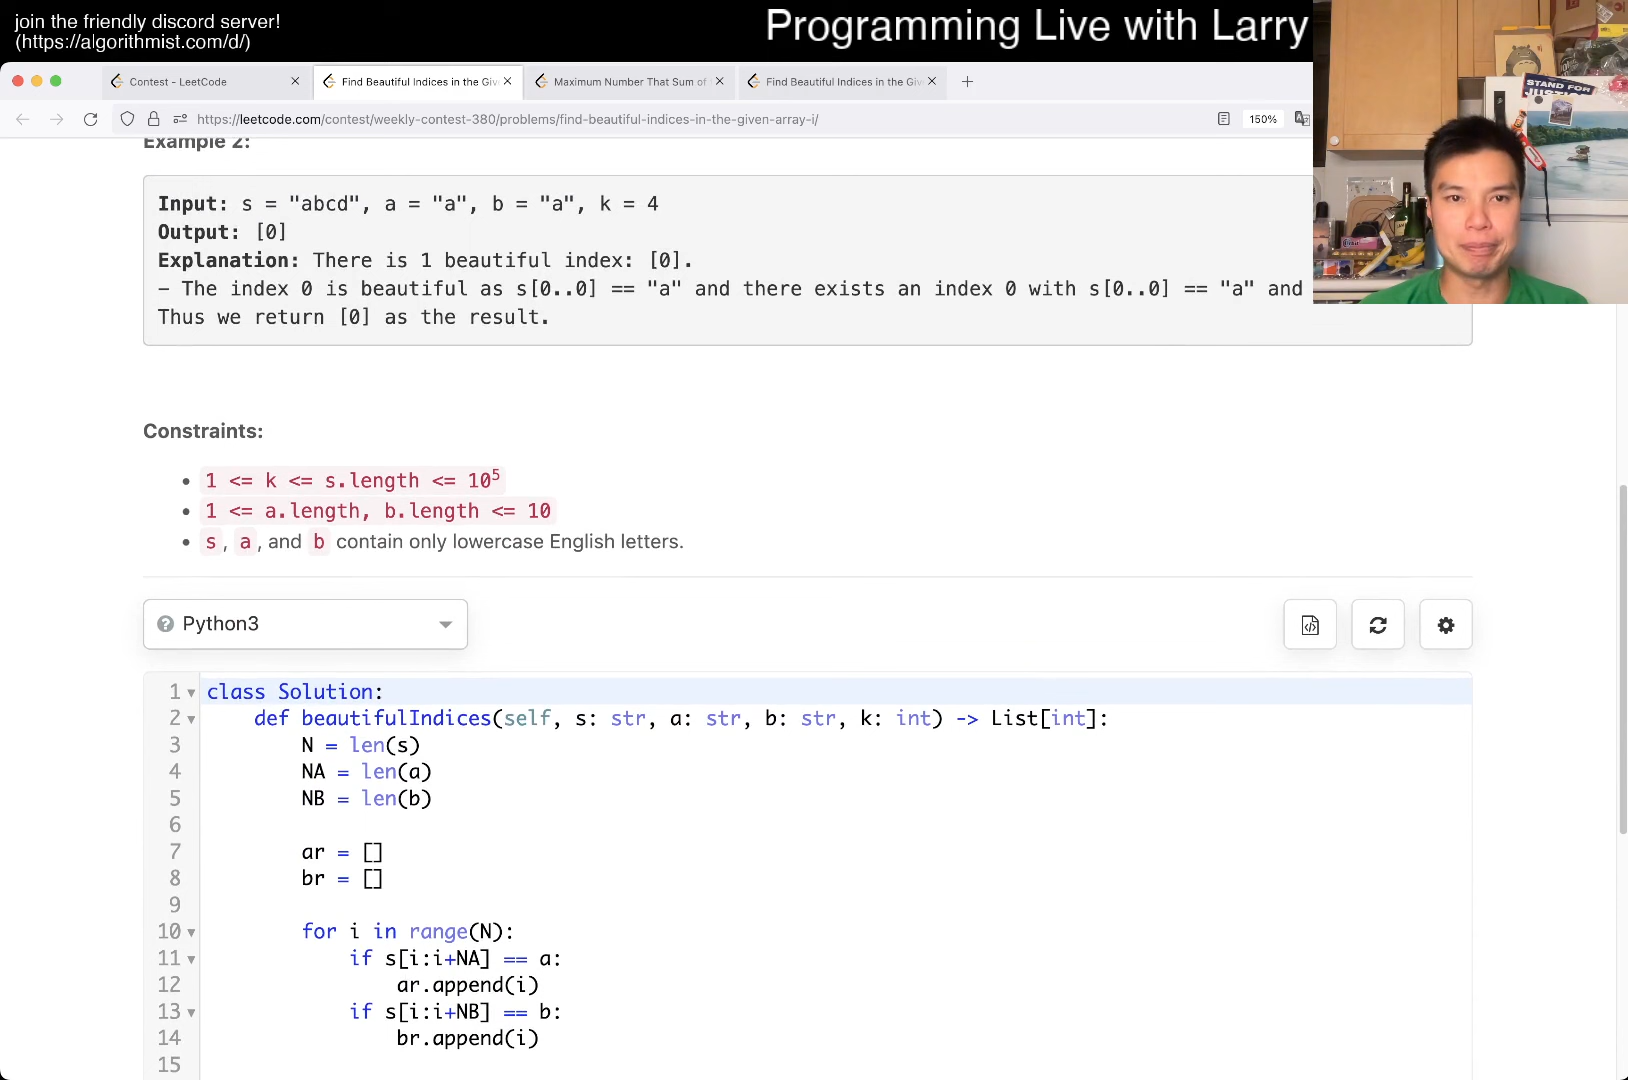 join the friendly discord server!
(https://algorithmist.com/d/)
Programming Live with Larry
Contest - LeetCode
Find Beautiful Indices in the Giv
Maximum Number That Sum of
Find Beautiful Indices in the Giv
https://leetcode.com/contest/weekly-contest-380/problems/find-beautiful-indices-in-the-given-array-i/
150%
STAND FOR
Example 2:
Input: s = "abcd", a = "a", b = "a", k = 4
Output: [0]
Explanation: There is 1 beautiful index: [0].
- The index 0 is beautiful as s[0..0] == "a" and there exists an index 0 with s[0..0] == "a" and
Thus we return [0] as the result.
Constraints:
• 1 <= k <= s.length <= 10⁵
• 1 <= a.length, b.length <= 10
• s, a, and b contain only lowercase English letters.
Python3
1 class Solution:
2 def beautifulIndices(self, s: str, a: str, b: str, k: int) -> List[int]:
3 N = len(s)
4 NA = len(a)
5 NB = len(b)
6
7 ar = []
8 br = []
9
10 for i in range(N):
11 if s[i:i+NA] == a:
12 ar.append(i)
13 if s[i:i+NB] == b:
14 br.append(i)
15